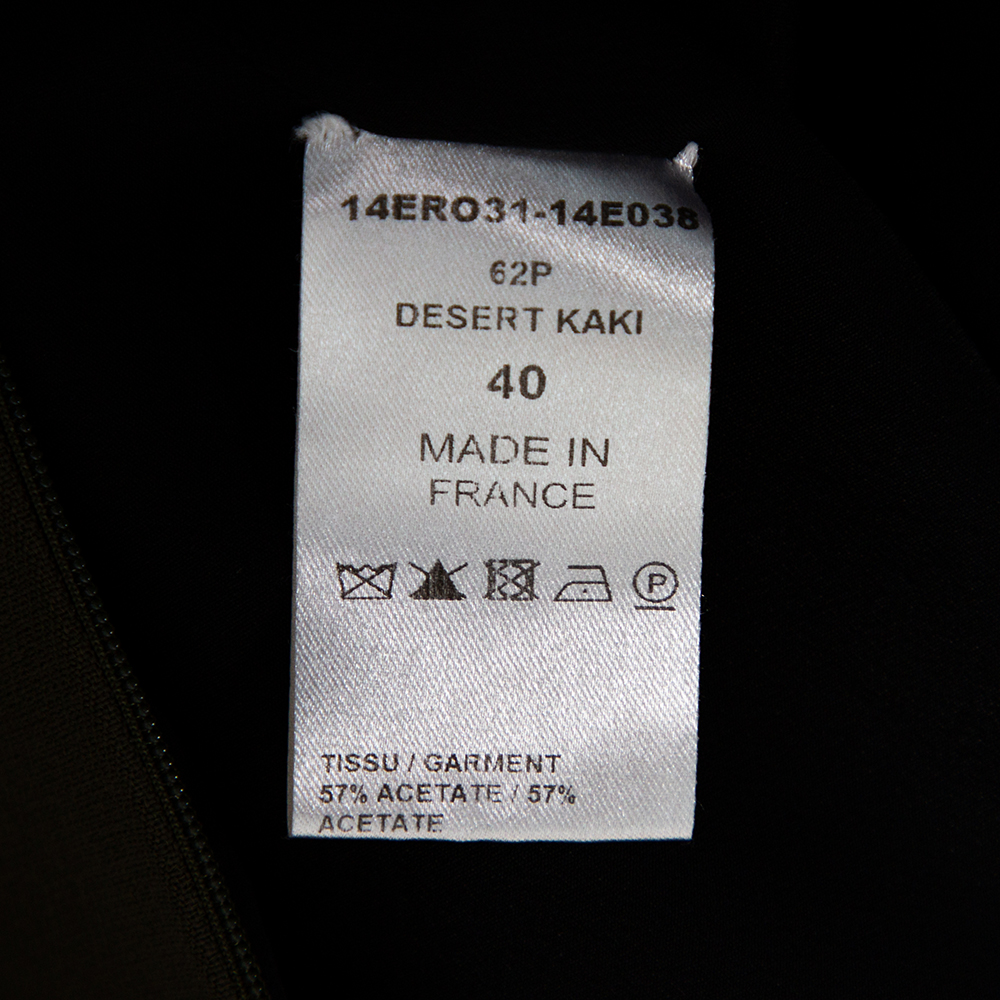 14ERO31-14E038
62P
DESERT KAKI
40
MADE IN
FRANCE
P
TISSU / GARMENT
57% ACETATE / 57%
ACETATE